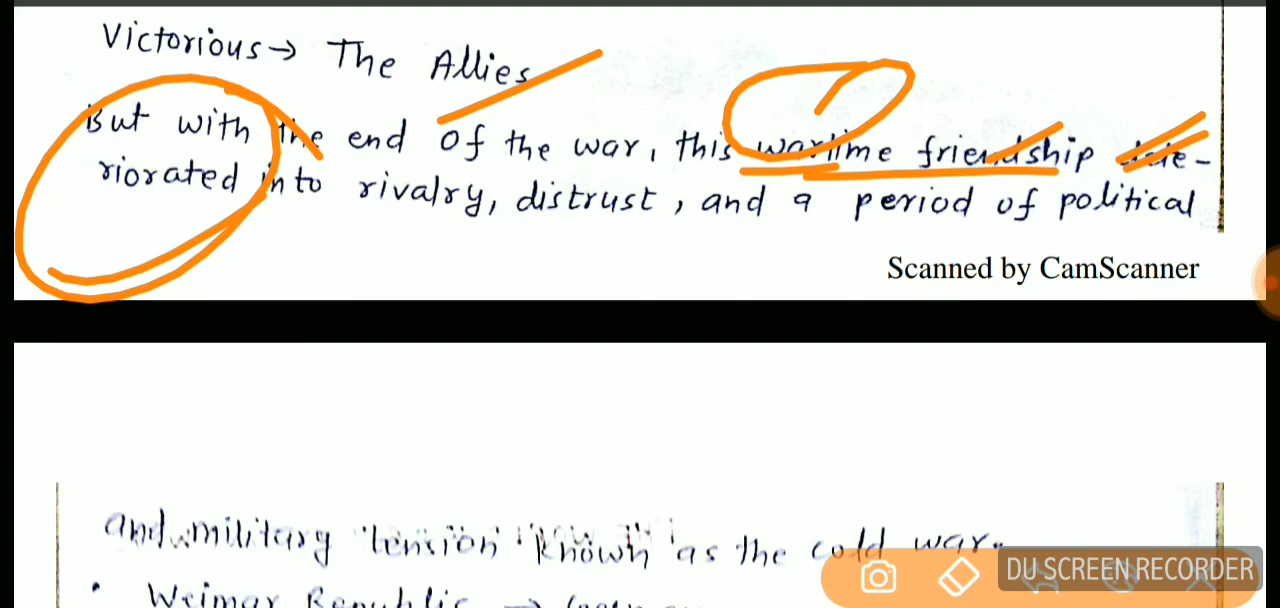 Victorious → The Allies
But with the end of the war, this wartime friendship dete-
riorated into rivalry, distrust, and a period of political
Scanned by CamScanner
and military tension known as the cold war.
• Weimar Republic →
DU SCREEN RECORDER